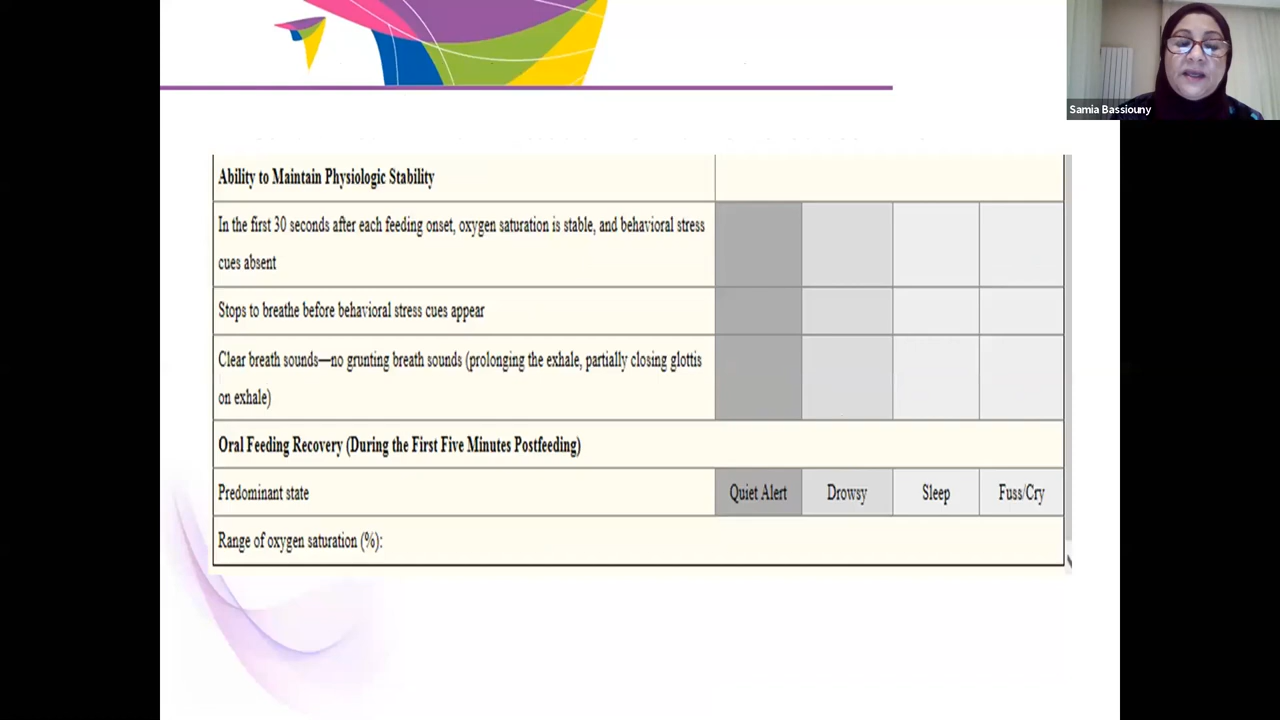 Samia Bassiouny
Ability to Maintain Physiologic Stability
In the first 30 seconds after each feeding onset, oxygen saturation is stable, and behavioral stress
cues absent
Stops to breathe before behavioral stress cues appear
Clear breath sounds—no grunting breath sounds (prolonging the exhale, partially closing glottis
on exhale)
Oral Feeding Recovery (During the First Five Minutes Postfeeding)
Predominant state Quiet Alert Drowsy Sleep Fuss/Cry
Range of oxygen saturation (%):